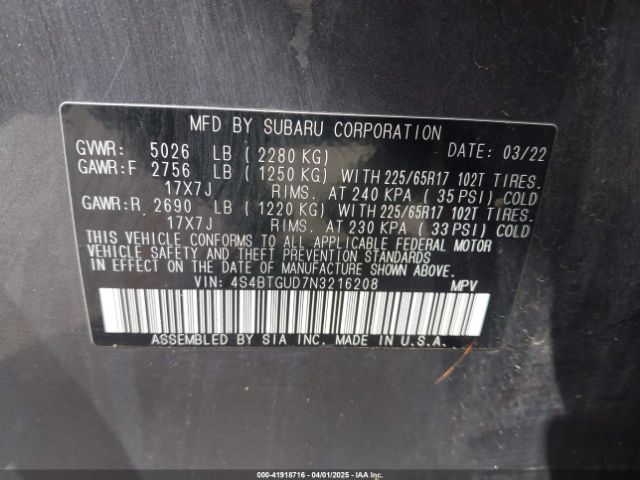 MFD BY SUBARU CORPORATION
GVWR: 5026 LB (2280 KG) DATE: 03/22
GAWR:F 2756 LB (1250 KG) WITH 225/65R17 102T TIRES.
17X7J RIMS. AT 240 KPA (35 PSI) COLD
GAWR:R. 2690 LB (1220 KG) WITH 225/65R17 102T TIRES.
17X7J RIMS. AT 230 KPA (33 PSI) COLD
THIS VEHICLE CONFORMS TO ALL APPLICABLE FEDERAL MOTOR
VEHICLE SAFETY AND THEFT PREVENTION STANDARDS
IN EFFECT ON THE DATE OF MANUFACTURE SHOWN ABOVE.
VIN: 4S4BTGUD7N3216208 MPV
ASSEMBLED BY SIA INC. MADE IN U.S.A.
000-41918716 - 04/01/2025 - IAAI_Buyer